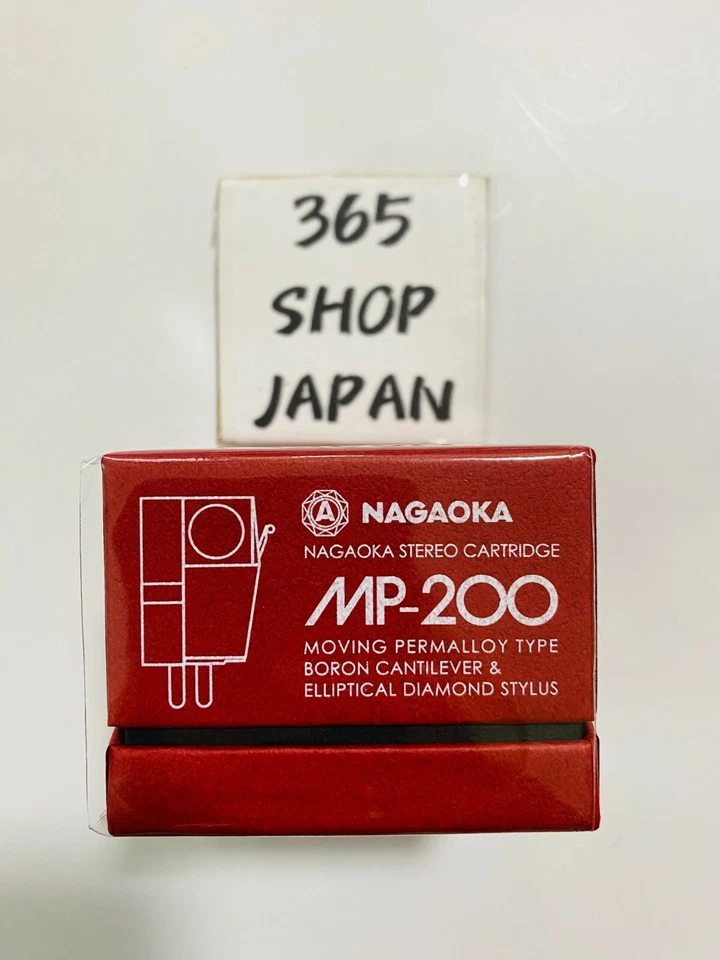 365
SHOP
JAPAN
A NAGAOKA
NAGAOKA STEREO CARTRIDGE
MP-200
MOVING PERMALLOY TYPE
BORON CANTILEVER &
ELLIPTICAL DIAMOND STYLUS